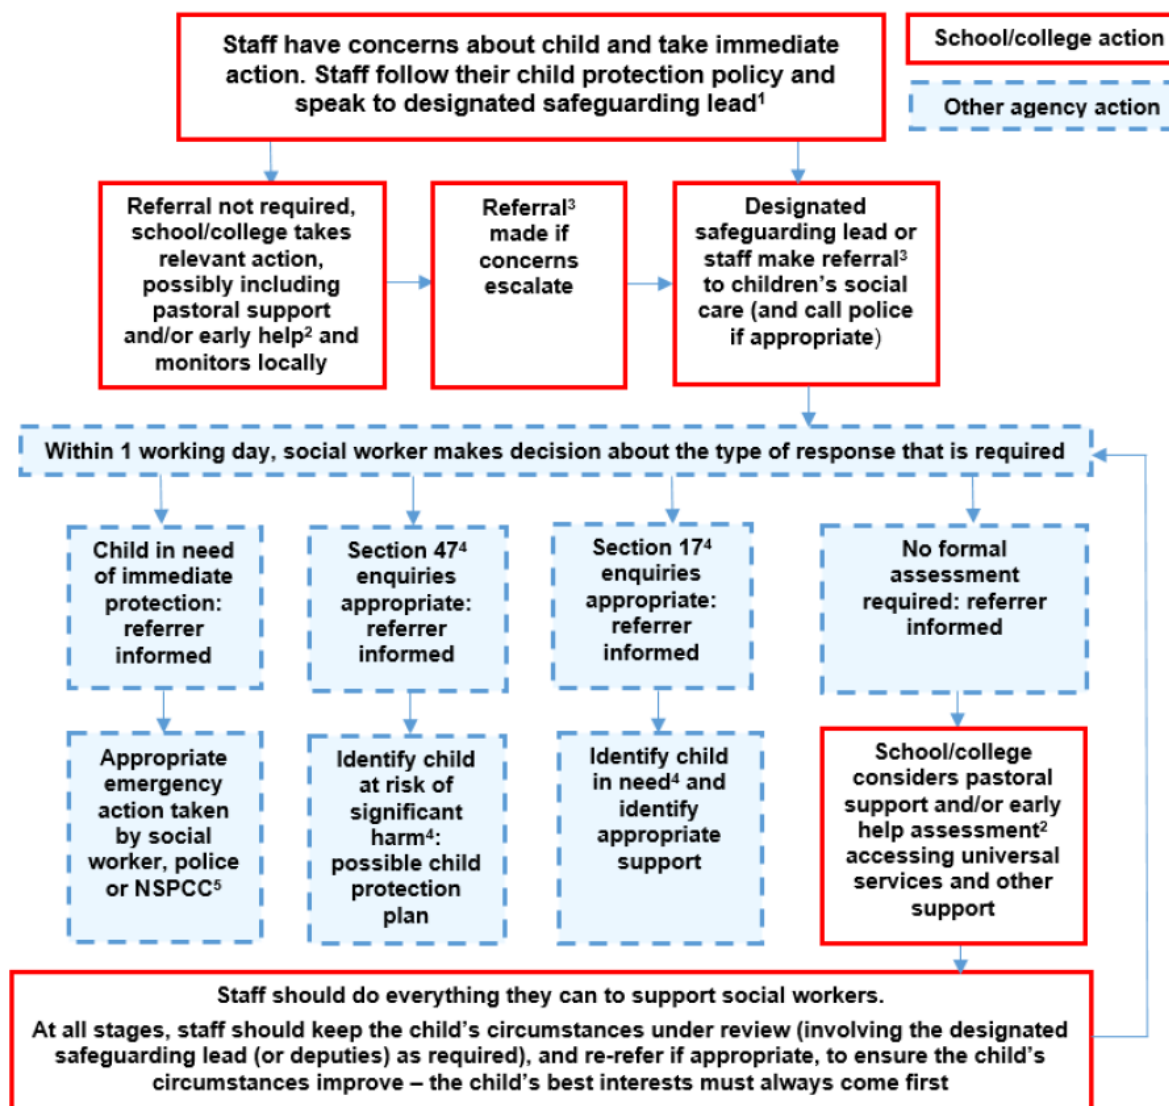 Staff have concerns about child and take immediate
action. Staff follow their child protection policy and
speak to designated safeguarding lead¹
School/college action
Other agency action
Referral not required,
school/college takes
relevant action,
possibly including
pastoral support
and/or early help² and
monitors locally
Referral³
made if
concerns
escalate
Designated
safeguarding lead or
staff make referral³
to children’s social
care (and call police
if appropriate)
Within 1 working day, social worker makes decision about the type of response that is required
Child in need
of immediate
protection:
referrer
informed
Section 47⁴
enquiries
appropriate:
referrer
informed
Section 17⁴
enquiries
appropriate:
referrer
informed
No formal
assessment
required: referrer
informed
Appropriate
emergency
action taken
by social
worker, police
or NSPCC⁵
Identify child
at risk of
significant
harm⁴:
possible child
protection
plan
Identify child
in need⁴ and
identify
appropriate
support
School/college
considers pastoral
support and/or early
help assessment²
accessing universal
services and other
support
Staff should do everything they can to support social workers.
At all stages, staff should keep the child’s circumstances under review (involving the designated
safeguarding lead (or deputies) as required), and re-refer if appropriate, to ensure the child’s
circumstances improve – the child’s best interests must always come first